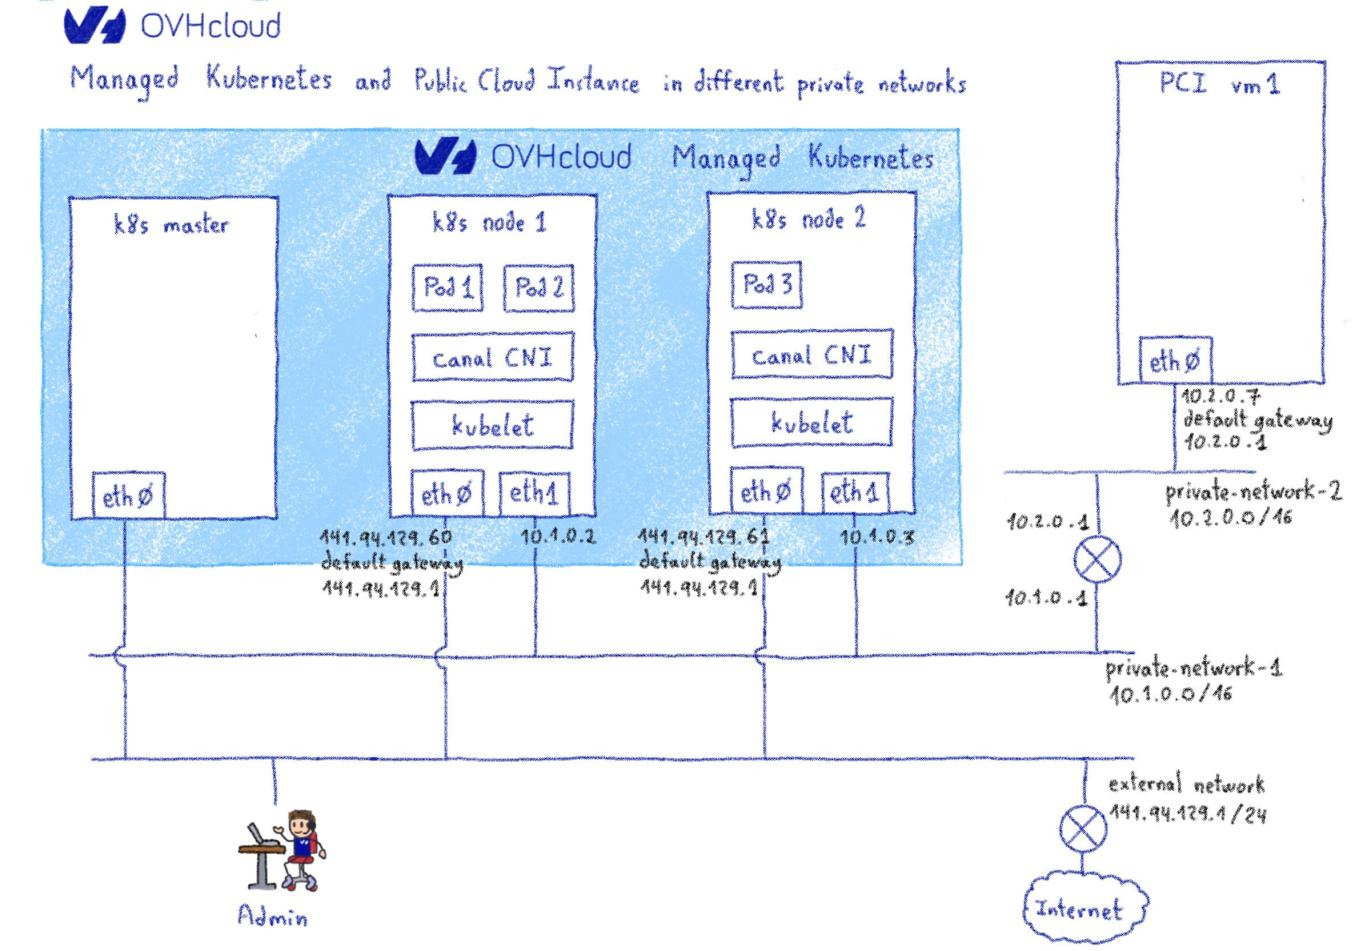 OVHcloud
Managed Kubernetes and Public Cloud Instance in different private networks
PCI vm1
OVHcloud Managed Kubernetes
k8s master
k8s node 1
k8s node 2
Pod 1
Pod 2
Pod 3
canal CNI
canal CNI
kubelet
kubelet
eth0
eth0
eth1
eth0
eth1
eth0
10.2.0.7
default gateway
10.2.0.1
141.94.129.60
default gateway
141.94.129.1
10.1.0.2
141.94.129.61
default gateway
141.94.129.1
10.1.0.3
private-network-2
10.2.0.0/16
10.2.0.1
10.1.0.1
private-network-1
10.1.0.0/16
external network
141.94.129.1/24
Admin
Internet